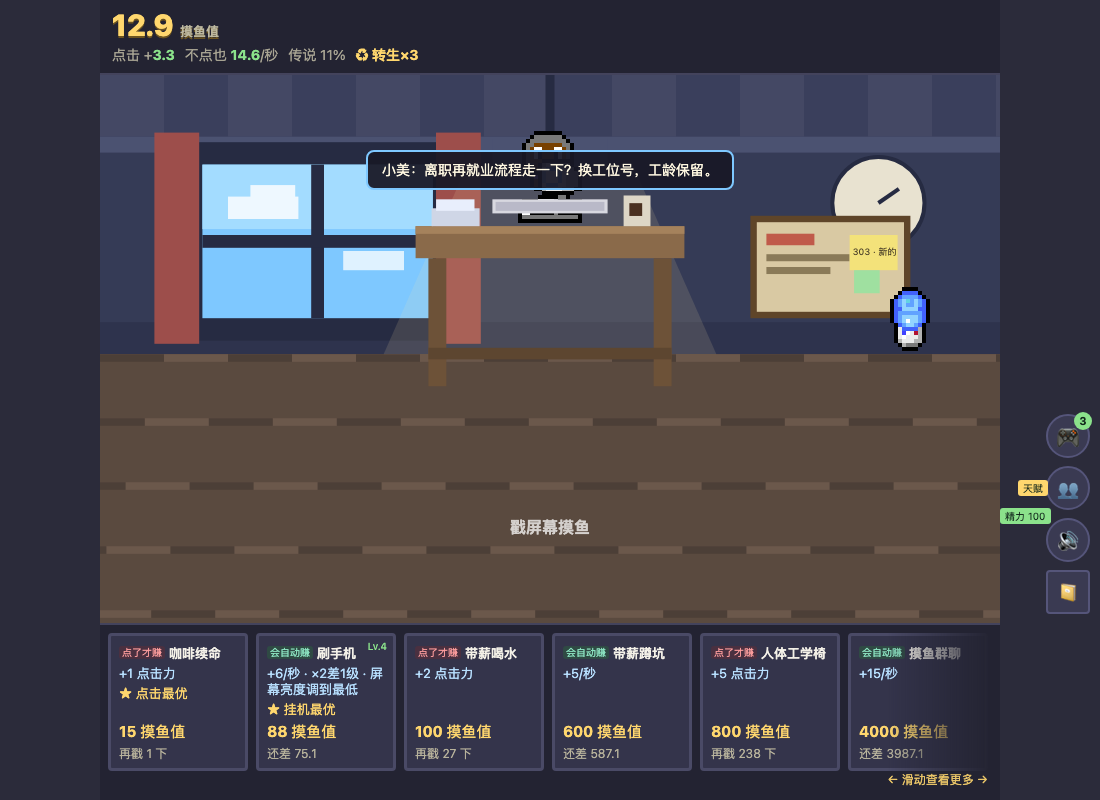 12.9 摸鱼值
点击 +3.3 不点也 14.6/秒 传说 11% ♻ 转生×3
小美：离职再就业流程走一下？换工位号，工龄保留。
303 · 新的
3
天赋
精力 100
戳屏幕摸鱼
点了才赚 咖啡续命
+1 点击力
⭐ 点击最优
15 摸鱼值
再戳 1 下
会自动赚 刷手机 Lv.4
+6/秒 · ×2差1级 · 屏
幕亮度调到最低
⭐ 挂机最优
88 摸鱼值
还差 75.1
点了才赚 带薪喝水
+2 点击力
100 摸鱼值
再戳 27 下
会自动赚 带薪蹲坑
+5/秒
600 摸鱼值
还差 587.1
点了才赚 人体工学椅
+5 点击力
800 摸鱼值
再戳 238 下
会自动赚 摸鱼群聊
+15/秒
4000 摸鱼值
还差 3987.1
← 滑动查看更多 →